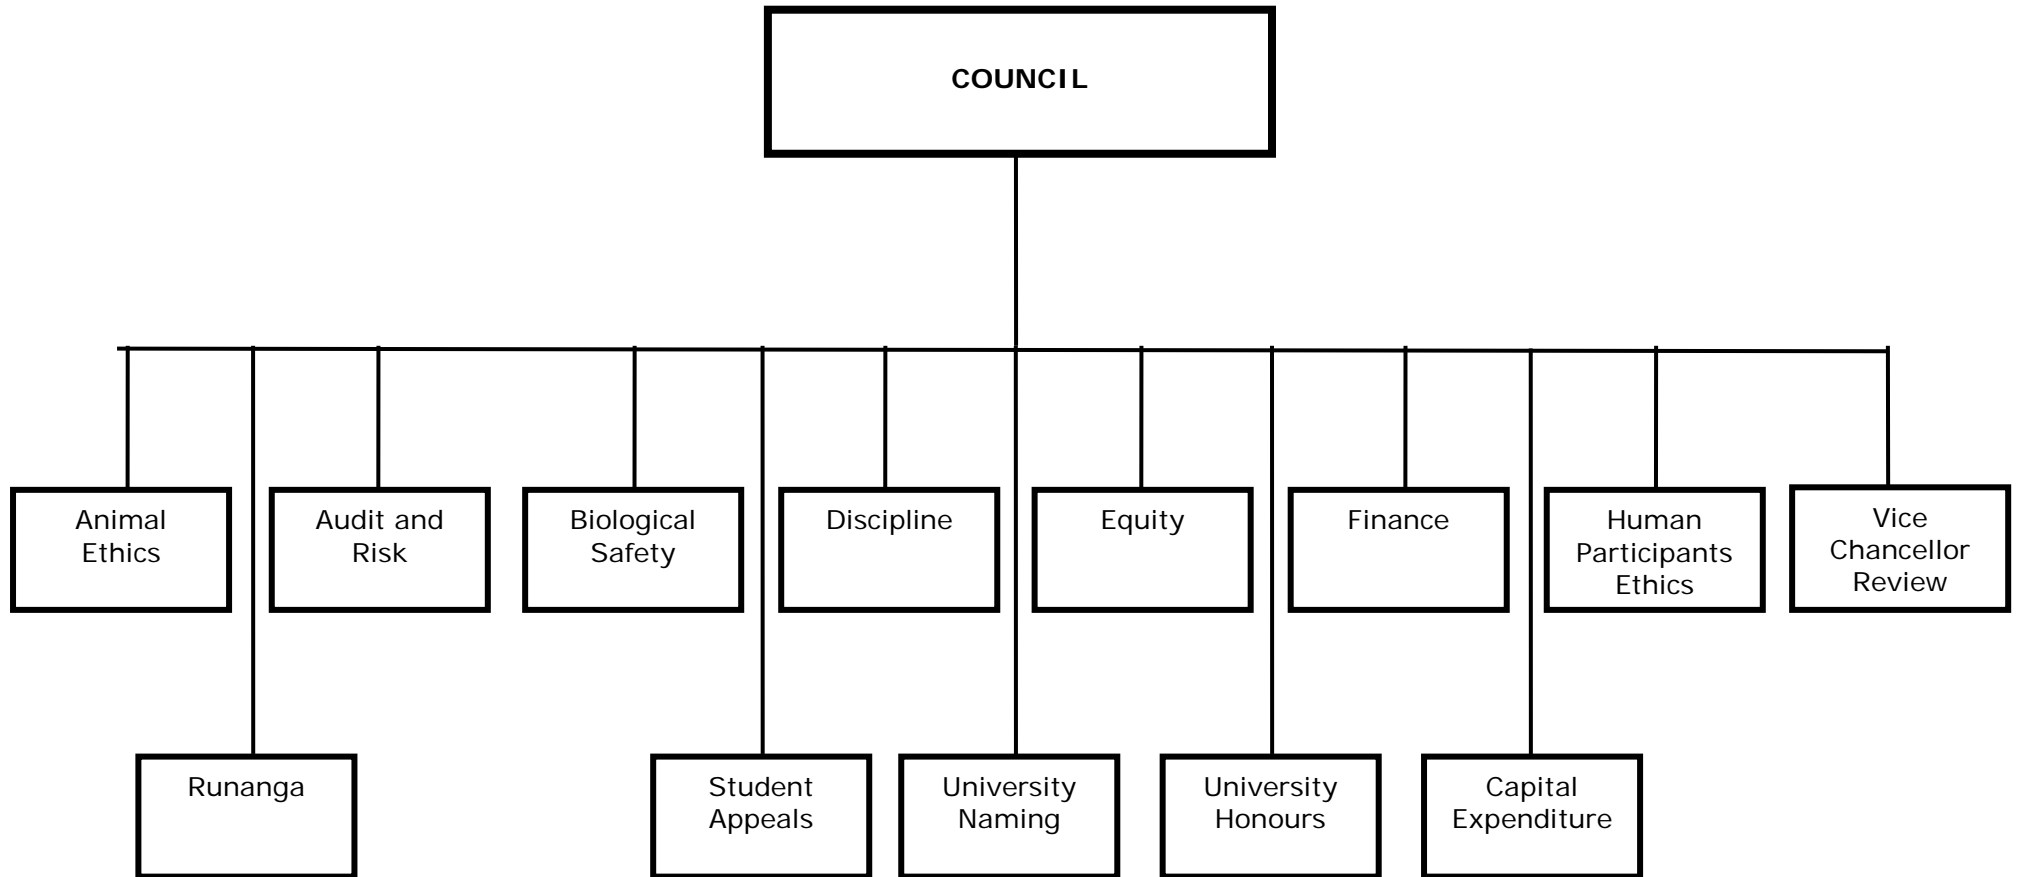 COUNCIL
Animal
Ethics
Audit and
Risk
Biological
Safety
Discipline
Equity
Finance
Human
Participants
Ethics
Vice
Chancellor
Review
Runanga
Student
Appeals
University
Naming
University
Honours
Capital
Expenditure